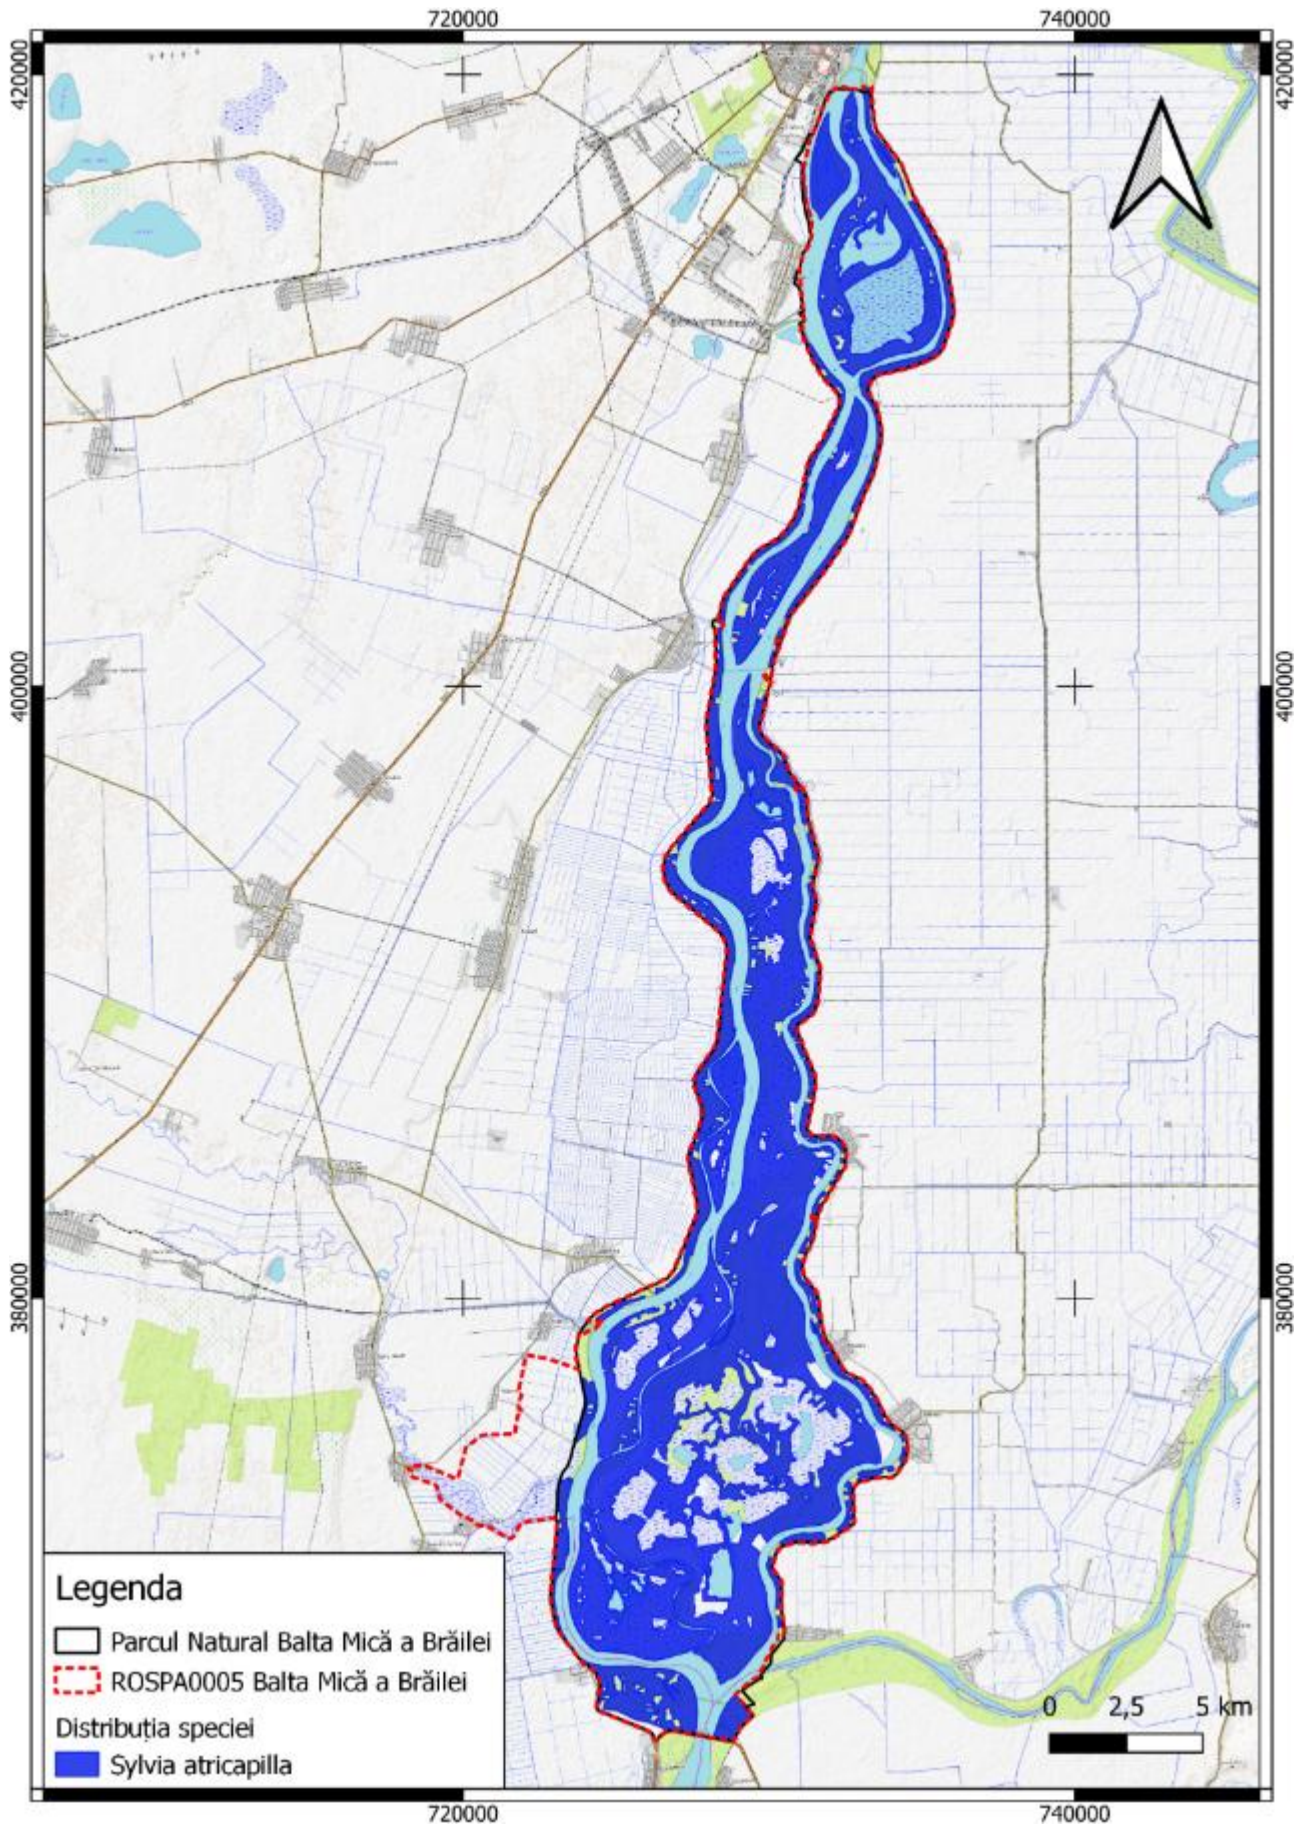 720000
740000
420000
420000
400000
400000
380000
380000
Legenda
Parcul Natural Balta Mică a Brăilei
ROSPA0005 Balta Mică a Brăilei
Distribuția speciei
Sylvia atricapilla
0 2,5 5 km
720000
740000